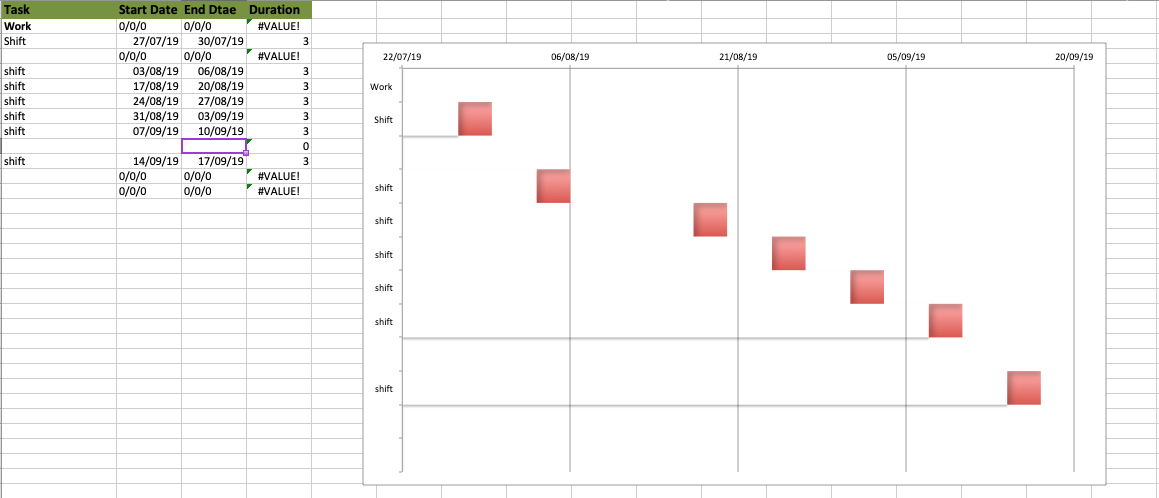 Task Start Date End Dtae Duration
Work 0/0/0 0/0/0 #VALUE!
Shift 27/07/19 30/07/19 3
0/0/0 0/0/0 #VALUE!
shift 03/08/19 06/08/19 3
shift 17/08/19 20/08/19 3
shift 24/08/19 27/08/19 3
shift 31/08/19 03/09/19 3
shift 07/09/19 10/09/19 3
0
shift 14/09/19 17/09/19 3
0/0/0 0/0/0 #VALUE!
0/0/0 0/0/0 #VALUE!
22/07/19 06/08/19 21/08/19 05/09/19 20/09/19
Work
Shift
shift
shift
shift
shift
shift
shift